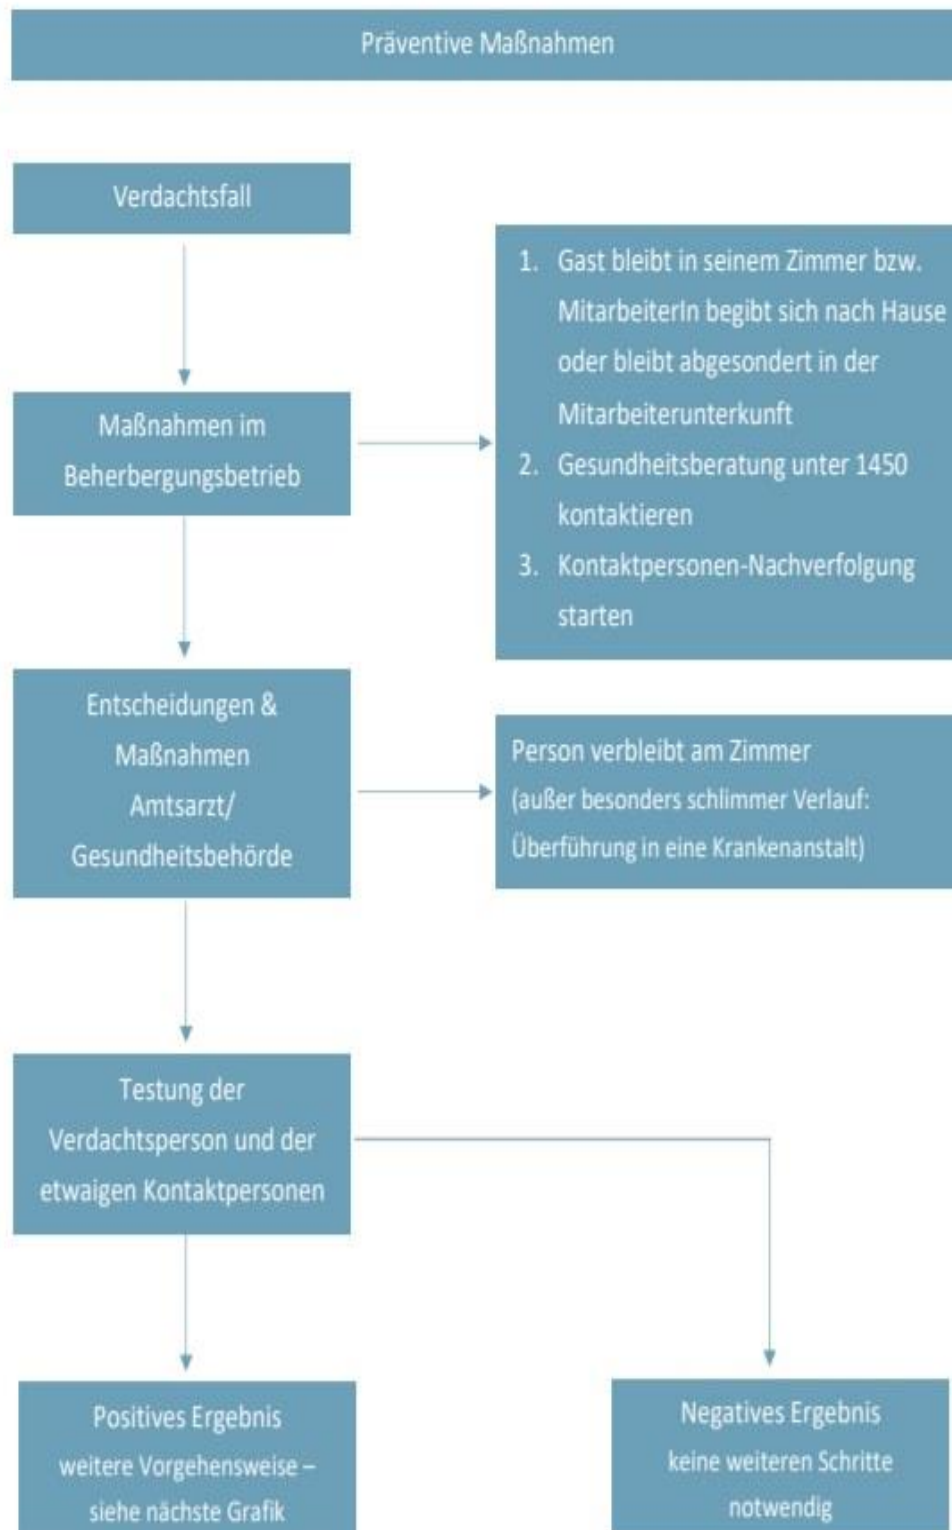 Präventive Maßnahmen
Verdachtsfall
Maßnahmen im
Beherbergungsbetrieb
1. Gast bleibt in seinem Zimmer bzw.
MitarbeiterIn begibt sich nach Hause
oder bleibt abgesondert in der
Mitarbeiterunterkunft
2. Gesundheitsberatung unter 1450
kontaktieren
3. Kontaktpersonen-Nachverfolgung
starten
Entscheidungen &
Maßnahmen
Amtsarzt/
Gesundheitsbehörde
Person verbleibt am Zimmer
(außer besonders schlimmer Verlauf:
Überführung in eine Krankenanstalt)
Testung der
Verdachtsperson und der
etwaigen Kontaktpersonen
Positives Ergebnis
weitere Vorgehensweise –
siehe nächste Grafik
Negatives Ergebnis
keine weiteren Schritte
notwendig